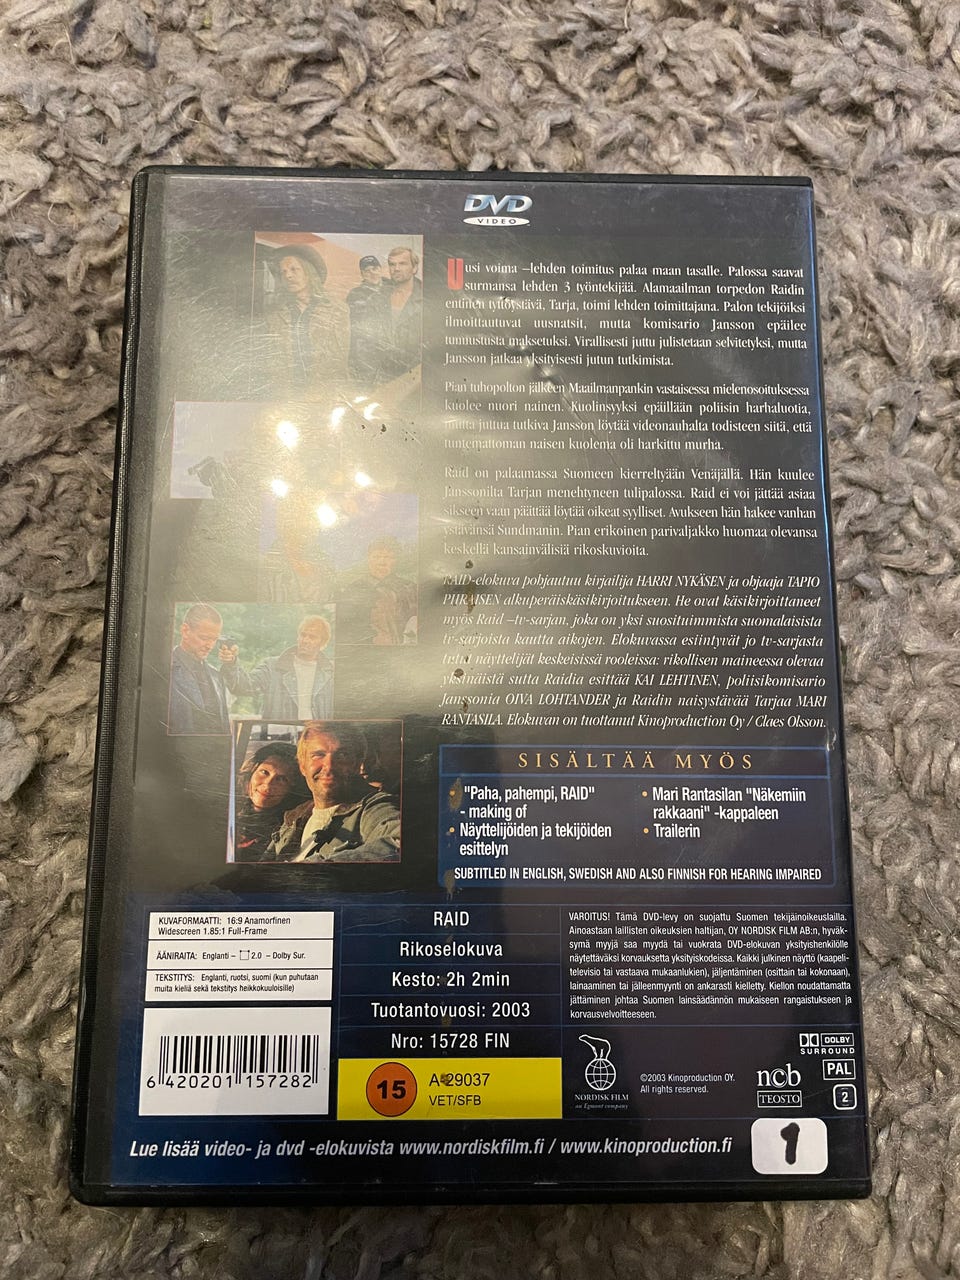 DVD
VIDEO
Uusi voima –lehden toimitus palaa maan tasalle. Palossa saavat
surmansa lehden 3 työntekijää. Alamaailman torpedon Raidin
entinen tyttöystävä, Tarja, toimi lehden toimittajana. Palon tekijöiksi
ilmoittautuvat uusnatsit, mutta komisario Jansson epäilee
tunnustusta maksetuksi. Virallisesti juttu julistetaan selvitetyksi, mutta
Jansson jatkaa yksityisesti jutun tutkimista.
Pian tuhopolton jälkeen Maailmanpankin vastaisessa mielenosoituksessa
kuolee nuori nainen. Kuolinsyyksi epäillään poliisin harhaluotia,
mutta juttua tutkiva Jansson löytää videonauhalta todisteen siitä, että
tuntemattoman naisen kuolema oli harkittu murha.
Raid on palaamassa Suomeen kierreltyään Venäjällä. Hän kuulee
Janssonilta Tarjan menehtyneen tulipalossa. Raid ei voi jättää asiaa
sikseen vaan päättää löytää oikeat syylliset. Avukseen hän hakee vanhan
ystävänsä Sundmanin. Pian erikoinen parivaljakko huomaa olevansa
keskellä kansainvälisiä rikoskuvioita.
RAID-elokuva pohjautuu kirjailija HARRI NYKÄSEN ja ohjaaja TAPIO
PIIRAISEN alkuperäiskäsikirjoitukseen. He ovat käsikirjoittaneet
myös Raid –tv-sarjan, joka on yksi suosituimmista suomalaisista
tv-sarjoista kautta aikojen. Elokuvassa esiintyvät jo tv-sarjasta
tutut näyttelijät keskeisissä rooleissa: rikollisen maineessa olevaa
yksinäistä sutta Raidia esittää KAI LEHTINEN, poliisikomisario
Janssonia OIVA LOHTANDER ja Raidin naisystävää Tarjaa MARI
RANTASILA. Elokuvan on tuottanut Kinoproduction Oy / Claes Olsson.
SISÄLTÄÄ MYÖS
• "Paha, pahempi, RAID"
- making of
• Näyttelijöiden ja tekijöiden
esittelyn
• Mari Rantasilan "Näkemiin
rakkaani" -kappaleen
• Trailerin
SUBTITLED IN ENGLISH, SWEDISH AND ALSO FINNISH FOR HEARING IMPAIRED
KUVAFORMAATTI: 16:9 Anamorfinen
Widescreen 1.85:1 Full-Frame
ÄÄNIRAITA: Englanti – 2.0 – Dolby Sur.
TEKSTITYS: Englanti, ruotsi, suomi (kun puhutaan
muita kieliä sekä tekstitys heikkokuuloisille)
6 420201 157282
RAID
Rikoselokuva
Kesto: 2h 2min
Tuotantovuosi: 2003
Nro: 15728 FIN
15
A-29037
VET/SFB
VAROITUS! Tämä DVD-levy on suojattu Suomen tekijäinoikeuslailla.
Ainoastaan laillisten oikeuksien haltijan, OY NORDISK FILM AB:n, hyväk-
symä myyjä saa myydä tai vuokrata DVD-elokuvan yksityishenkilölle
näytettäväksi korvauksetta yksityiskodeissa. Kaikki julkinen näyttö (kaapeli-
televisio tai vastaava mukaanlukien), jäljentäminen (osittain tai kokonaan),
lainaaminen tai jälleenmyynti on ankarasti kielletty. Kiellon noudattamatta
jättäminen johtaa Suomen lainsäädännön mukaiseen rangaistukseen ja
korvausvelvoitteeseen.
NORDISK FILM
an Egmont company
©2003 Kinoproduction OY.
All rights reserved.
ncb
TEOSTO
DOLBY
SURROUND
PAL
2
Lue lisää video- ja dvd -elokuvista www.nordiskfilm.fi / www.kinoproduction.fi
1